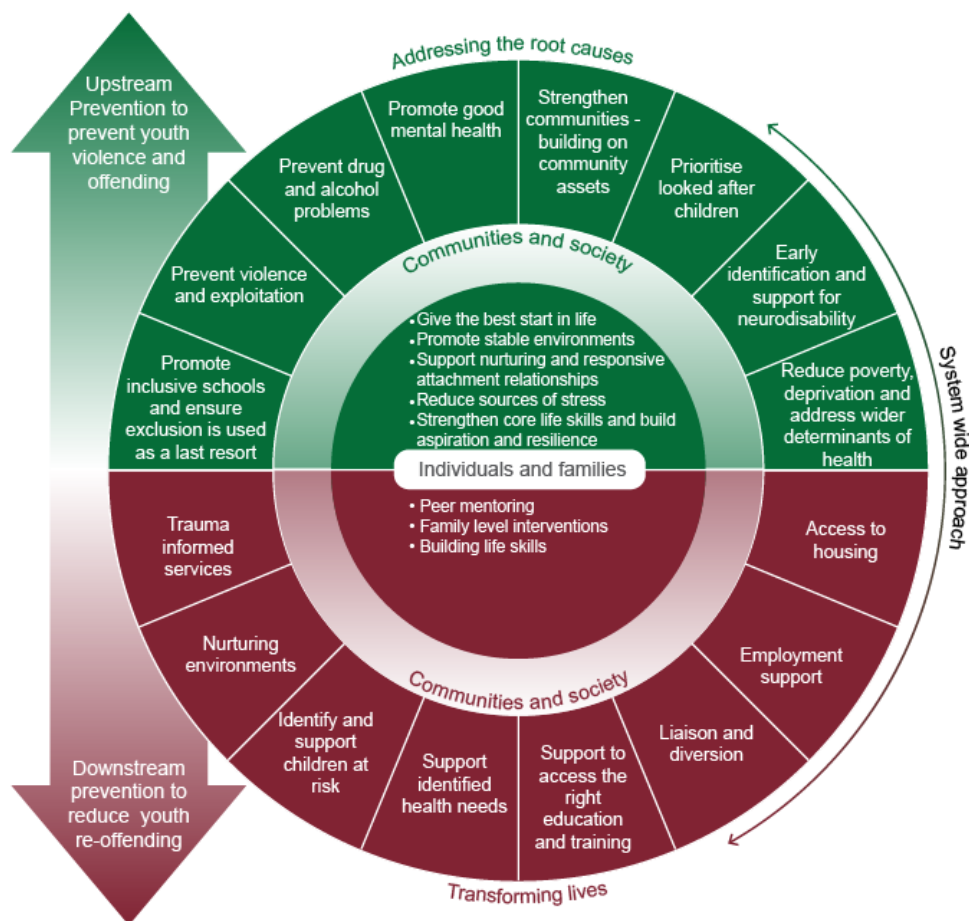 Addressing the root causes
Upstream
Prevention to
prevent youth
violence and
offending
Promote inclusive schools
Promote
inclusive schools
and ensure
exclusion is used
as a last resort
Prevent violence
and exploitation
Prevent drug
and alcohol
problems
Promote good
mental health
Strengthen
communities -
building on
community
assets
Prioritise
looked after
children
Early
identification and
support for
neurodisability
Reduce poverty,
deprivation and
address wider
determinants of
health
Communities and society
•Give the best start in life
•Promote stable environments
•Support nurturing and responsive
attachment relationships
•Reduce sources of stress
•Strengthen core life skills and build
aspiration and resilience
Individuals and families
• Peer mentoring
• Family level interventions
• Building life skills
Communities and society
Trauma
informed
services
Nurturing
environments
Identify and
support
children at
risk
Support
identified
health needs
Support to
access the
right
education
and training
Liaison and
diversion
Employment
support
Access to
housing
Transforming lives
Downstream
prevention to
reduce youth
re-offending
System wide approach